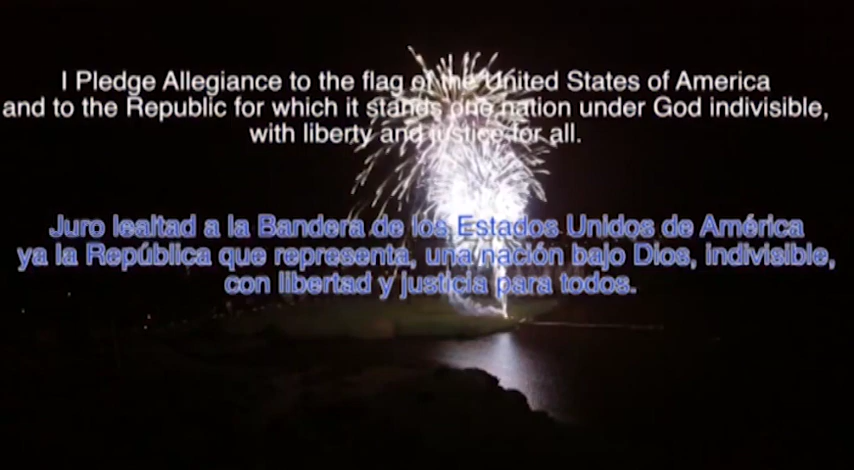 I Pledge Allegiance to the flag of the United States of America
and to the Republic for which it stands one nation under God indivisible,
with liberty and justice for all.
Juro lealtad a la Bandera de los Estados Unidos de América
ya la República que representa, una nación bajo Dios, indivisible,
con libertad y justicia para todos.